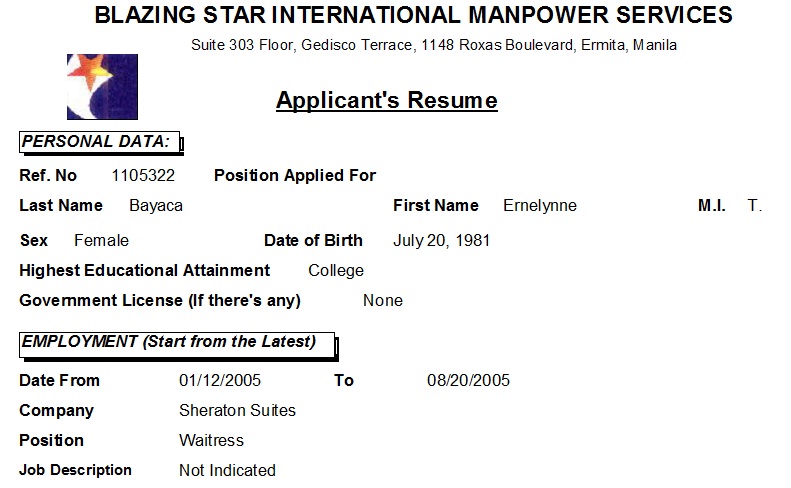 BLAZING STAR INTERNATIONAL MANPOWER SERVICES
Suite 303 Floor, Gedisco Terrace, 1148 Roxas Boulevard, Ermita, Manila
Applicant's Resume
PERSONAL DATA:
Ref. No 1105322 Position Applied For
Last Name Bayaca First Name Ernelynne M.I. T.
Sex Female Date of Birth July 20, 1981
Highest Educational Attainment College
Government License (If there's any) None
EMPLOYMENT (Start from the Latest)
Date From 01/12/2005 To 08/20/2005
Company Sheraton Suites
Position Waitress
Job Description Not Indicated